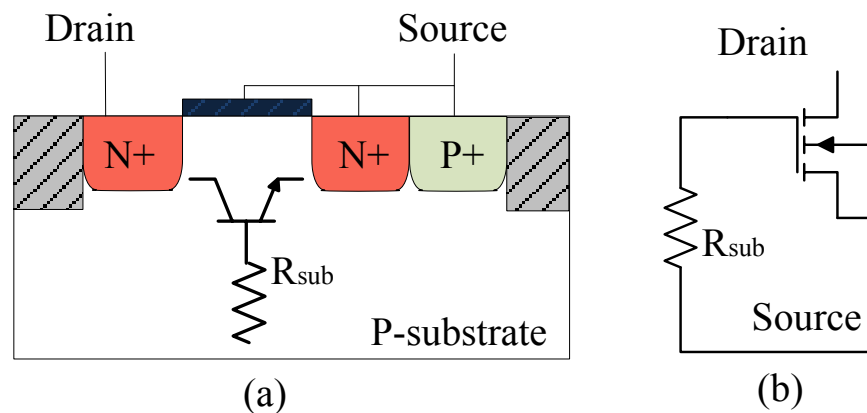 Drain
Source
N+
N+
P+
Rsub
P-substrate
(a)
Drain
Rsub
Source
(b)